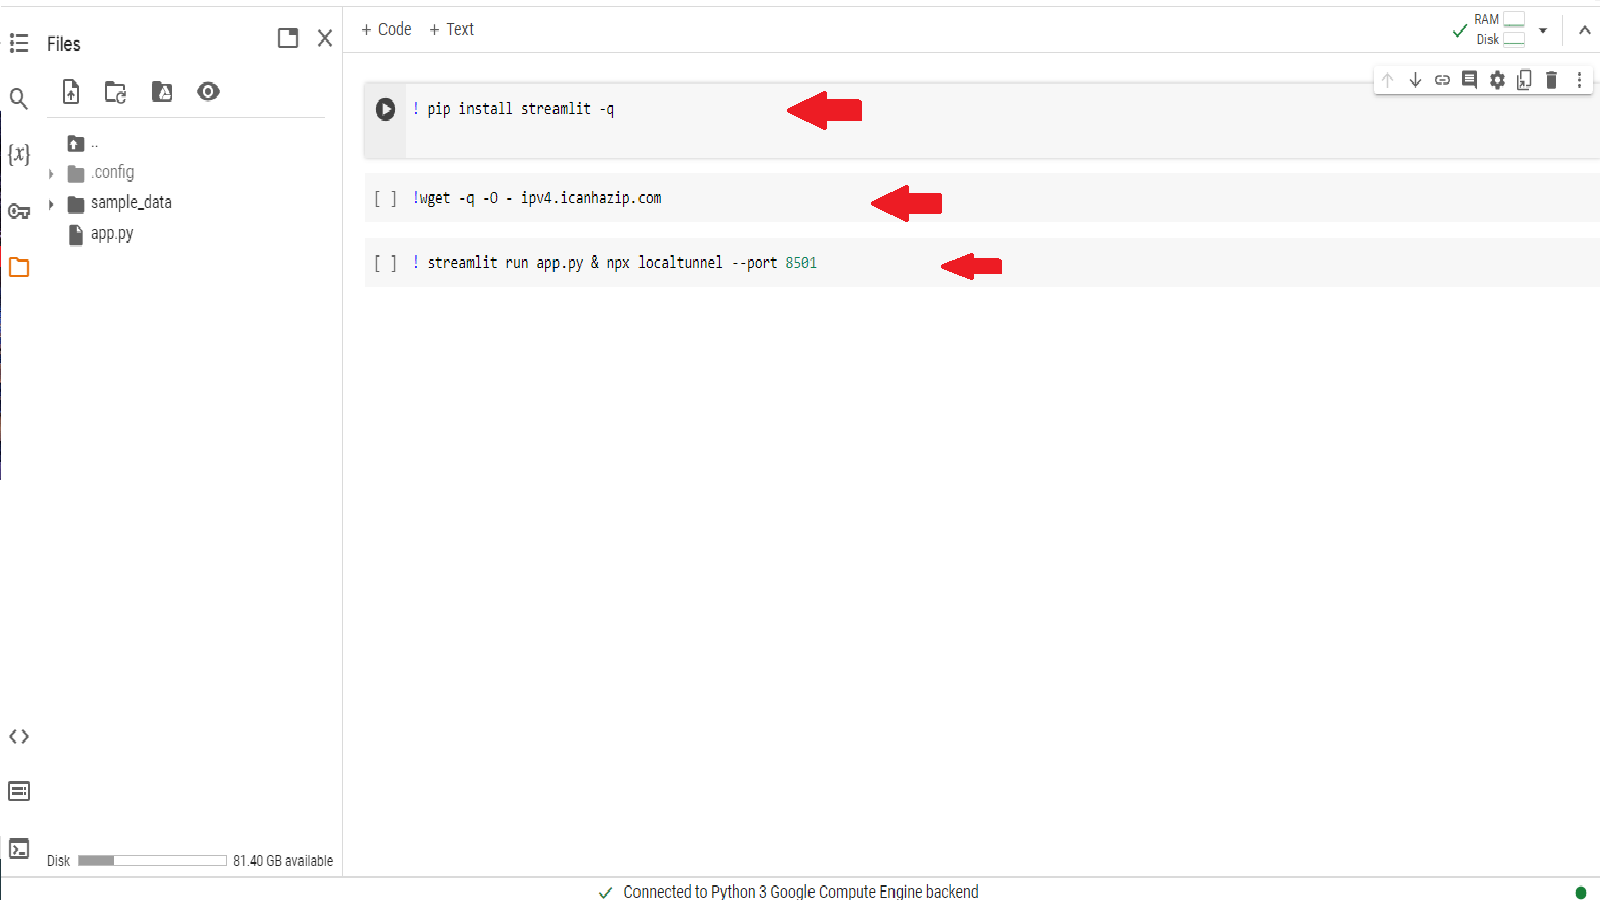 Files
+ Code + Text
RAM
Disk
! pip install streamlit -q
..
.config
{x}
[ ] !wget -q -O - ipv4.icanhazip.com
sample_data
app.py
[ ] ! streamlit run app.py & npx localtunnel --port 8501
Disk 81.40 GB available
Connected to Python 3 Google Compute Engine backend